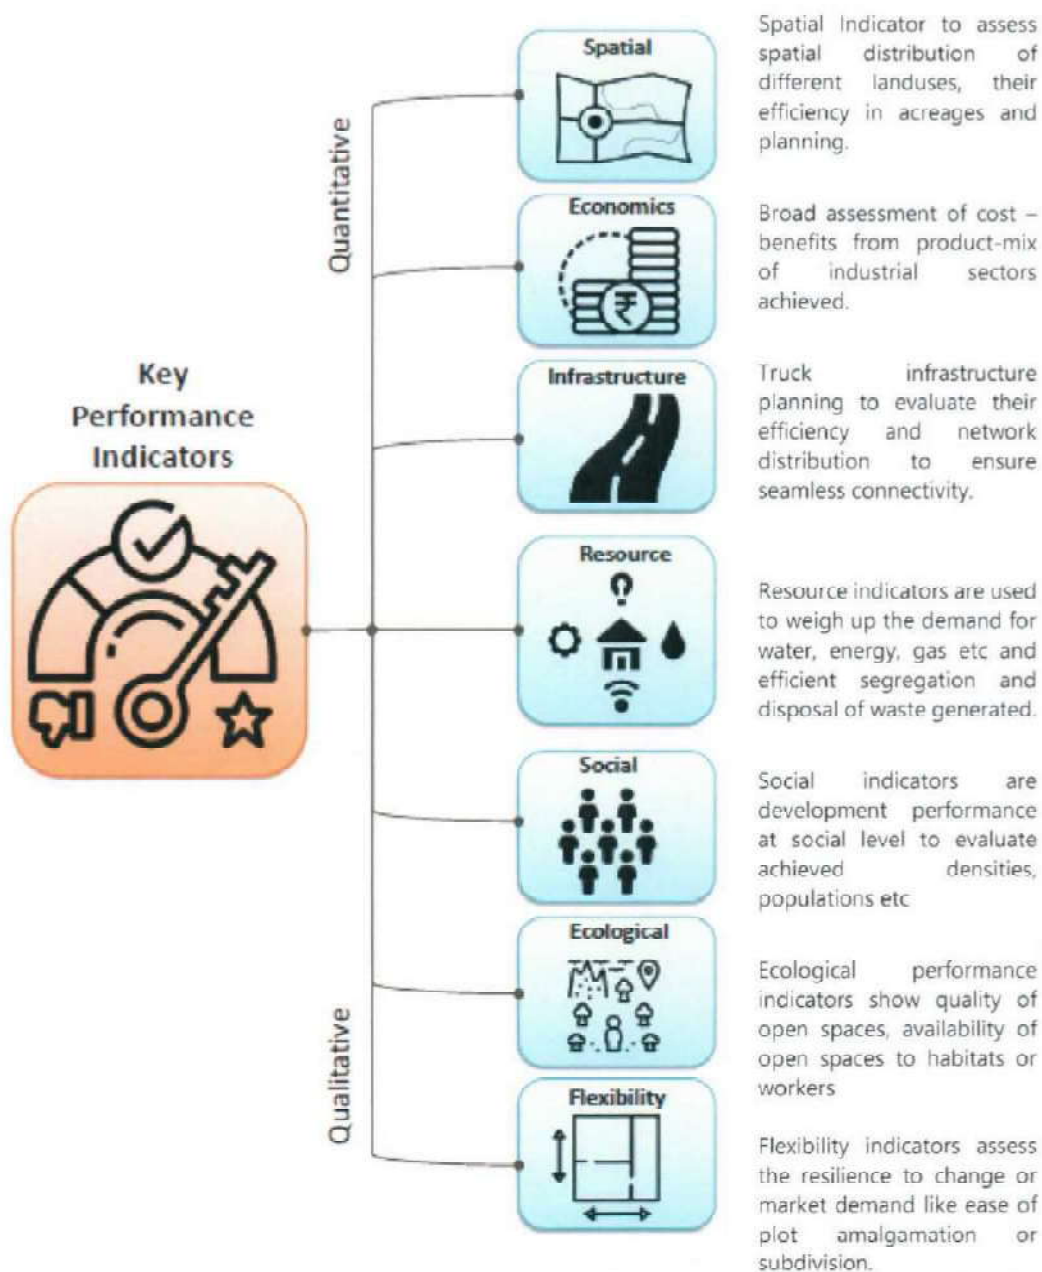 Key
Performance
Indicators
Quantitative
Qualitative
Spatial
Spatial Indicator to assess
spatial distribution of
different landuses, their
efficiency in acreages and
planning.
Economics
₹
Broad assessment of cost –
benefits from product-mix
of industrial sectors
achieved.
Infrastructure
Truck infrastructure
planning to evaluate their
efficiency and network
distribution to ensure
seamless connectivity.
Resource
Resource indicators are used
to weigh up the demand for
water, energy, gas etc and
efficient segregation and
disposal of waste generated.
Social
Social indicators are
development performance
at social level to evaluate
achieved densities,
populations etc
Ecological
Ecological performance
indicators show quality of
open spaces, availability of
open spaces to habitats or
workers
Flexibility
Flexibility indicators assess
the resilience to change or
market demand like ease of
plot amalgamation or
subdivision.